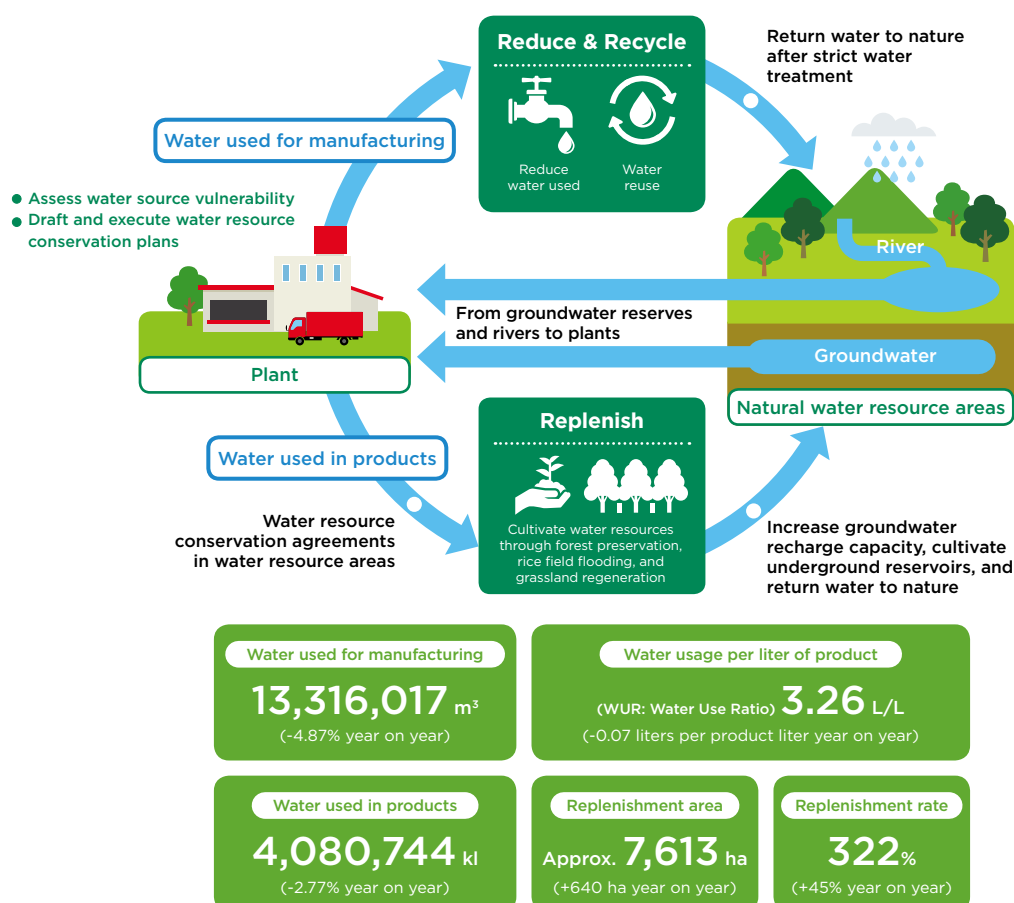 Reduce & Recycle
Reduce
water used
Water
reuse
Return water to nature
after strict water
treatment
Water used for manufacturing
● Assess water source vulnerability
● Draft and execute water resource
conservation plans
River
From groundwater reserves
and rivers to plants
Groundwater
Plant
Natural water resource areas
Replenish
Cultivate water resources
through forest preservation,
rice field flooding, and
grassland regeneration
Water used in products
Water resource
conservation agreements
in water resource areas
Increase groundwater
recharge capacity, cultivate
underground reservoirs, and
return water to nature
Water used for manufacturing
13,316,017 m³
(-4.87% year on year)
Water usage per liter of product
(WUR: Water Use Ratio) 3.26 L/L
(-0.07 liters per product liter year on year)
Water used in products
4,080,744 kl
(-2.77% year on year)
Replenishment area
Approx. 7,613 ha
(+640 ha year on year)
Replenishment rate
322%
(+45% year on year)